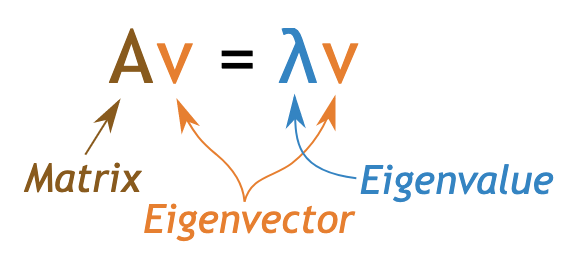 Av = λv
Matrix
Eigenvalue
Eigenvector